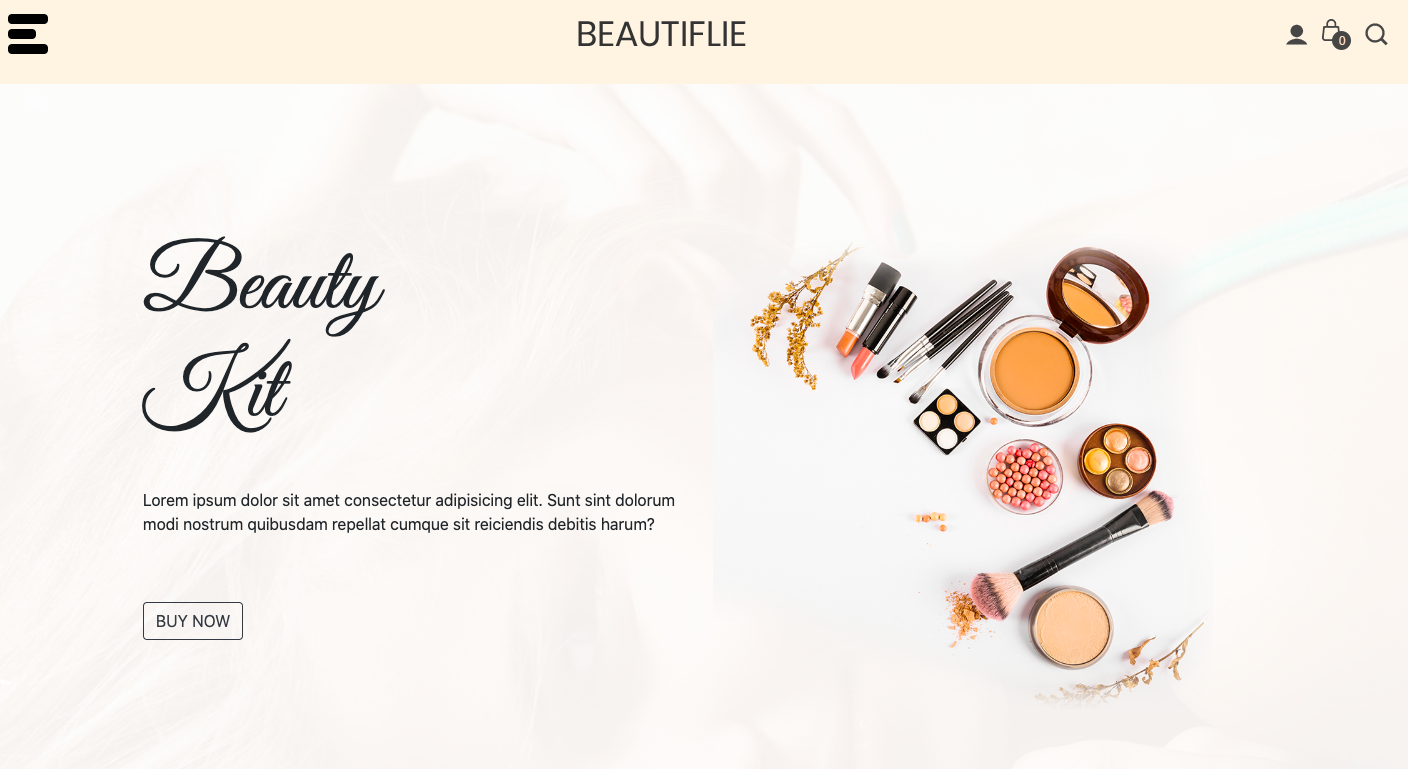 BEAUTIFLIE
0
Beauty
Kit
Lorem ipsum dolor sit amet consectetur adipisicing elit. Sunt sint dolorum
modi nostrum quibusdam repellat cumque sit reiciendis debitis harum?
BUY NOW